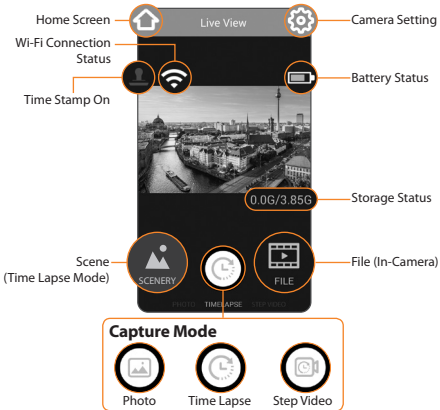 Home Screen
Live View
Camera Setting
Wi-Fi Connection
Status
Battery Status
Time Stamp On
0.0G/3.85G
Storage Status
Scene
(Time Lapse Mode)
SCENERY
FILE
File (In-Camera)
PHOTO TIMELAPSE STEP VIDEO
Capture Mode
Photo
Time Lapse
Step Video